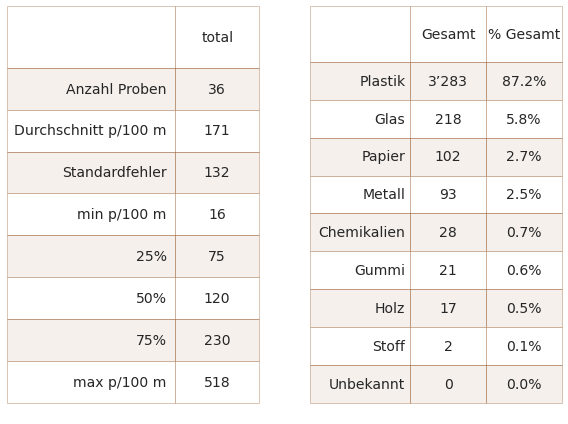 total
Anzahl Proben 36
Durchschnitt p/100 m 171
Standardfehler 132
min p/100 m 16
25% 75
50% 120
75% 230
max p/100 m 518
Gesamt % Gesamt
Plastik 3’283 87.2%
Glas 218 5.8%
Papier 102 2.7%
Metall 93 2.5%
Chemikalien 28 0.7%
Gummi 21 0.6%
Holz 17 0.5%
Stoff 2 0.1%
Unbekannt 0 0.0%